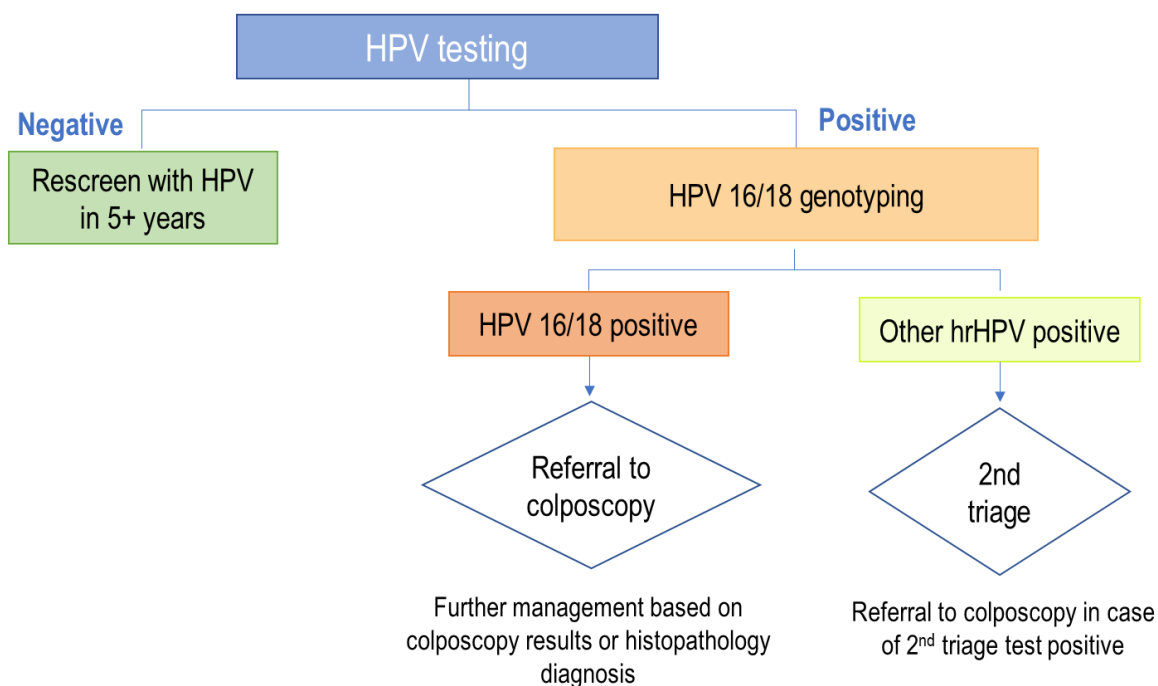 HPV testing
Negative
Positive
Rescreen with HPV
in 5+ years
HPV 16/18 genotyping
HPV 16/18 positive
Other hrHPV positive
Referral to
colposcopy
2nd
triage
Further management based on
colposcopy results or histopathology
diagnosis
Referral to colposcopy in case
of 2nd triage test positive